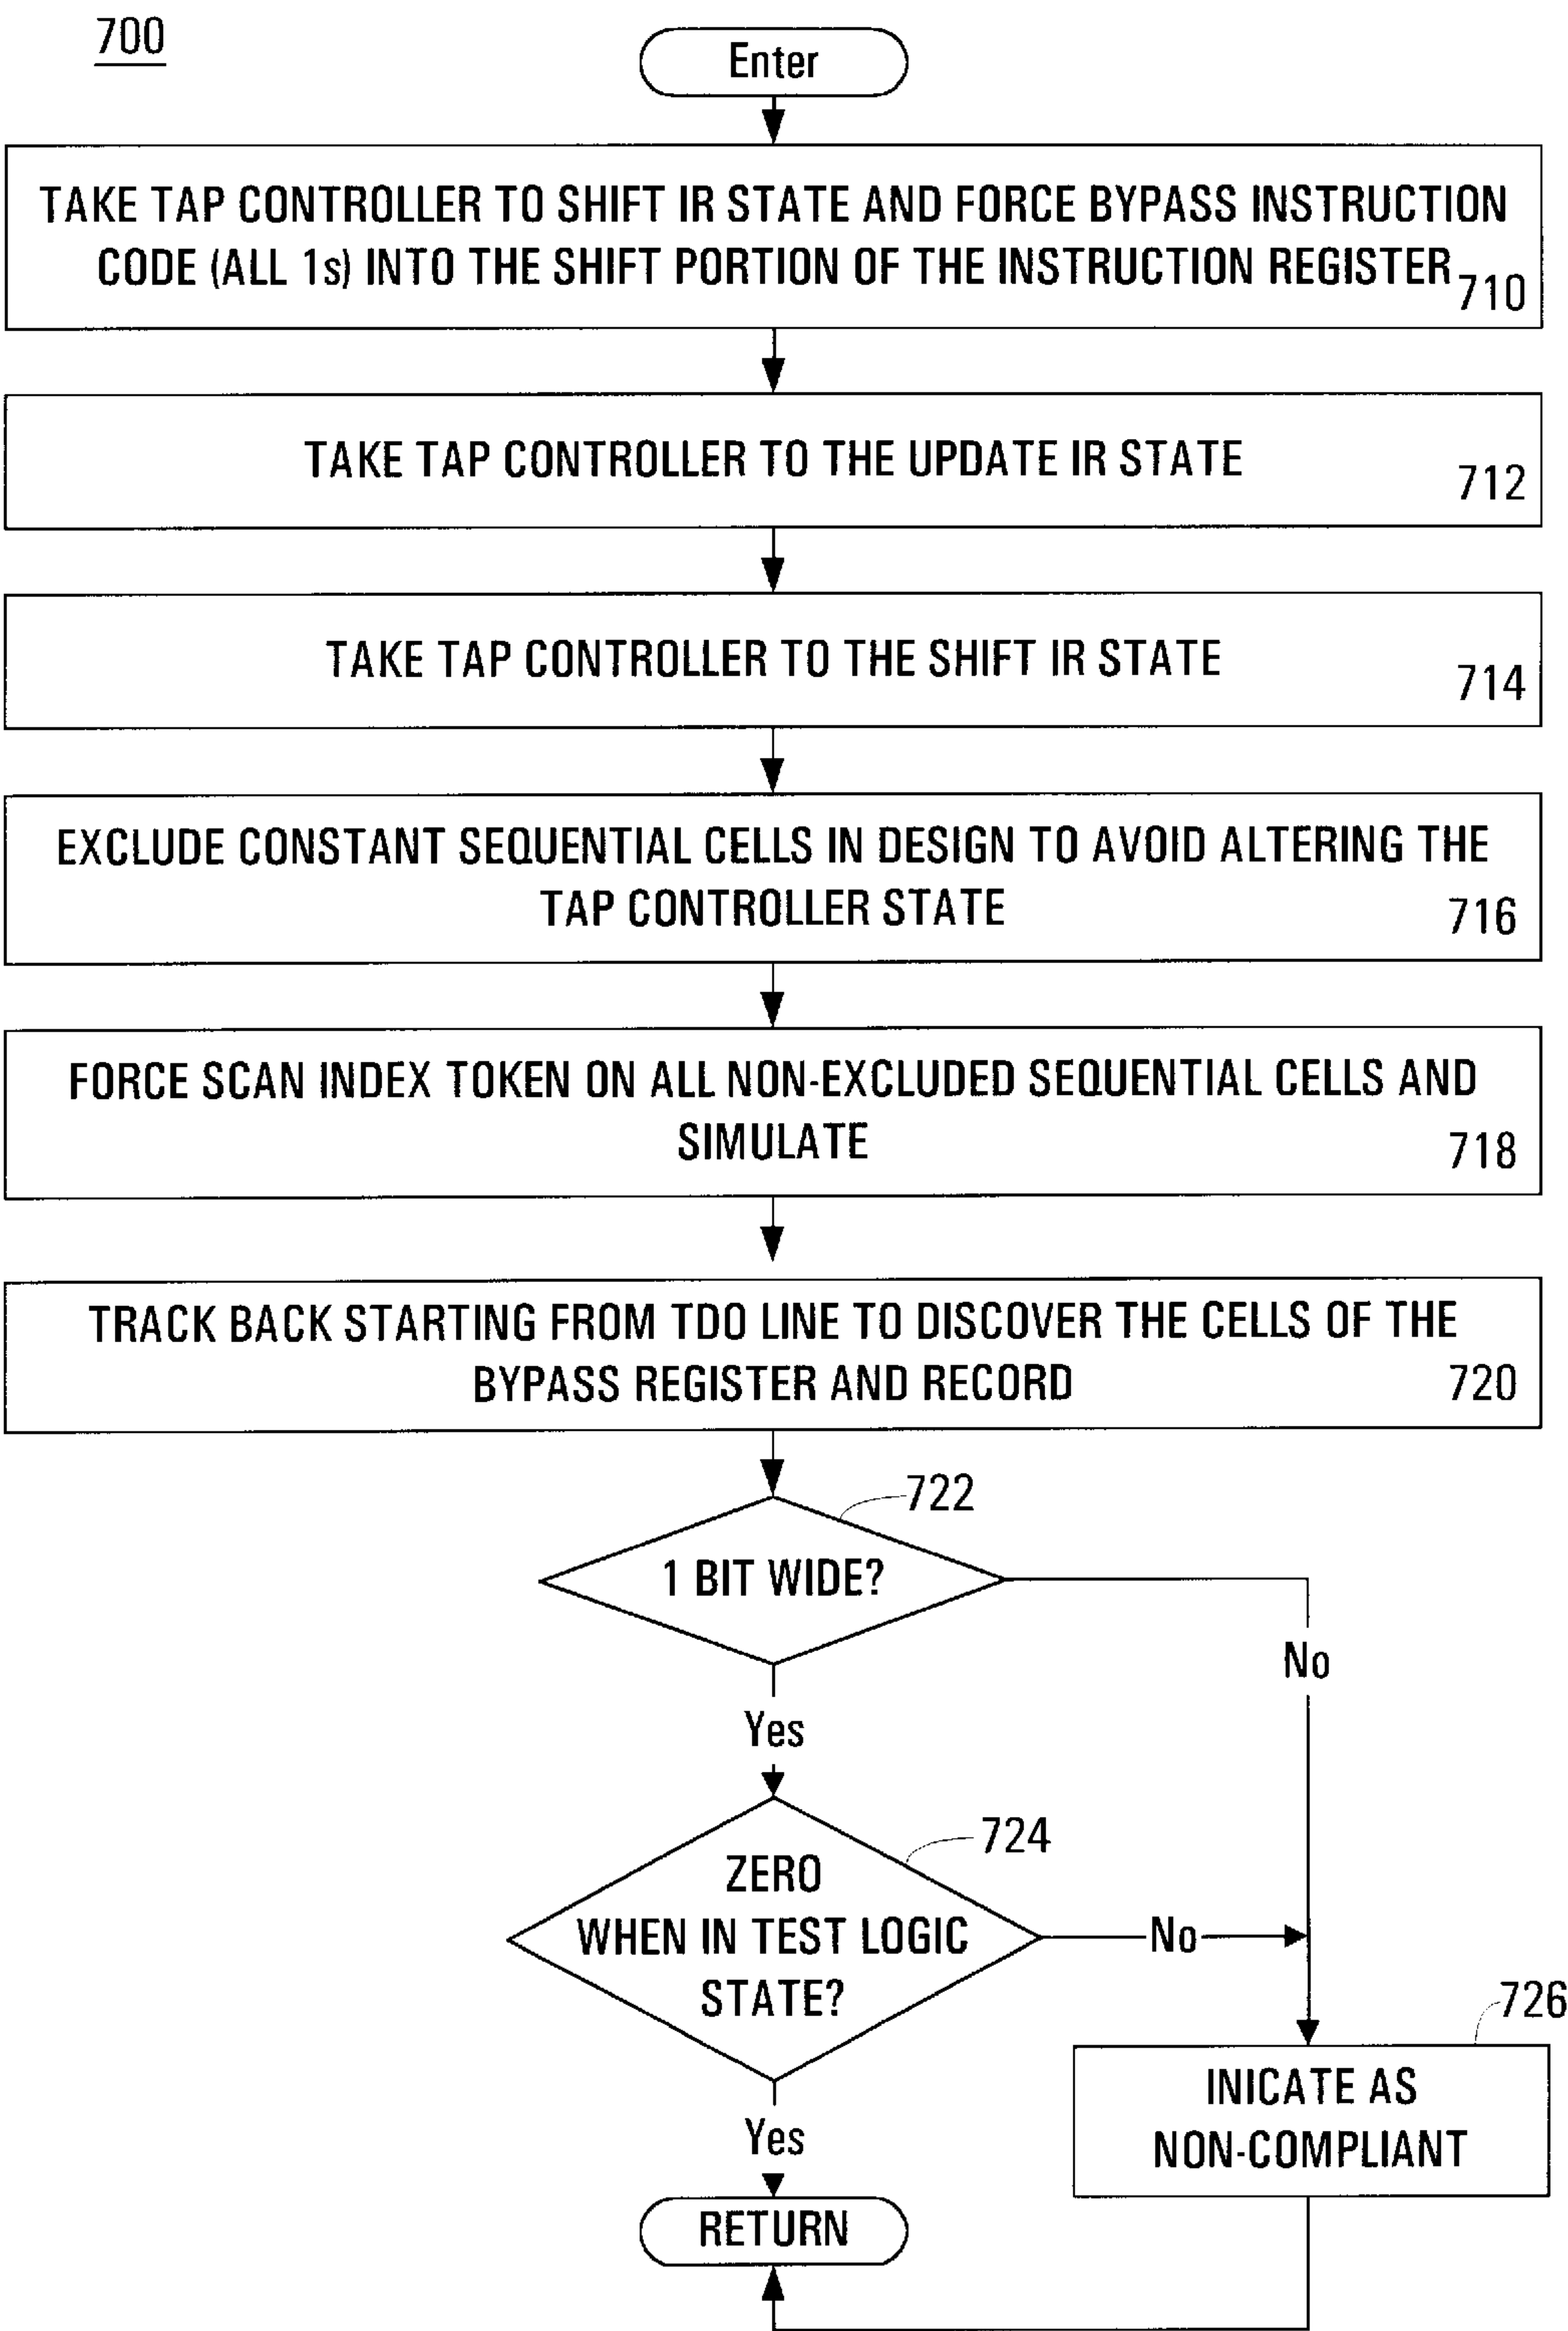 700
Enter
TAKE TAP CONTROLLER TO SHIFT IR STATE AND FORCE BYPASS INSTRUCTION
CODE (ALL 1s) INTO THE SHIFT PORTION OF THE INSTRUCTION REGISTER
710
TAKE TAP CONTROLLER TO THE UPDATE IR STATE
712
TAKE TAP CONTROLLER TO THE SHIFT IR STATE
714
EXCLUDE CONSTANT SEQUENTIAL CELLS IN DESIGN TO AVOID ALTERING THE
TAP CONTROLLER STATE
716
FORCE SCAN INDEX TOKEN ON ALL NON-EXCLUDED SEQUENTIAL CELLS AND
SIMULATE
718
TRACK BACK STARTING FROM TDO LINE TO DISCOVER THE CELLS OF THE
BYPASS REGISTER AND RECORD
720
722
1 BIT WIDE?
No
Yes
724
ZERO
WHEN IN TEST LOGIC
STATE?
No
726
INICATE AS
NON-COMPLIANT
Yes
RETURN